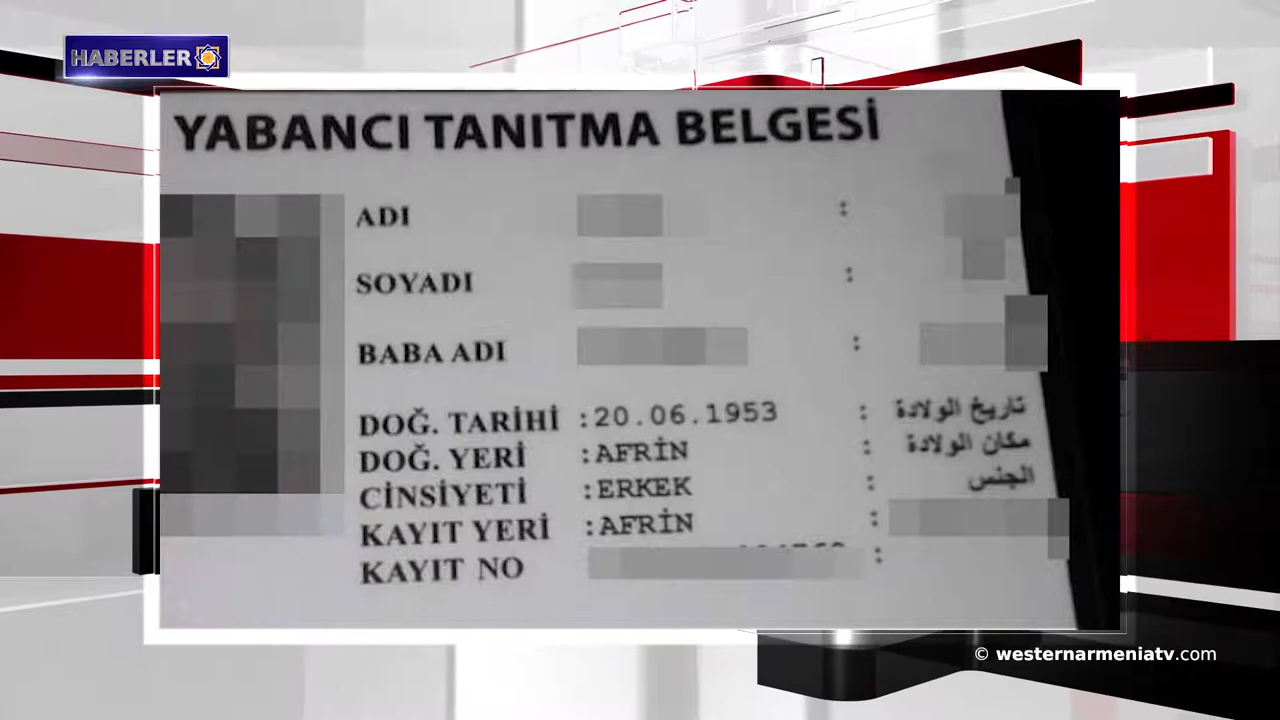 HABERLER
YABANCI TANITMA BELGESİ
ADI :
SOYADI :
BABA ADI :
DOĞ. TARİHİ :20.06.1953 : تاريخ الولادة
DOĞ. YERİ :AFRİN : مكان الولادة
CİNSİYETİ :ERKEK : الجنس
KAYIT YERİ :AFRİN :
KAYIT NO :
© westernarmeniatv.com